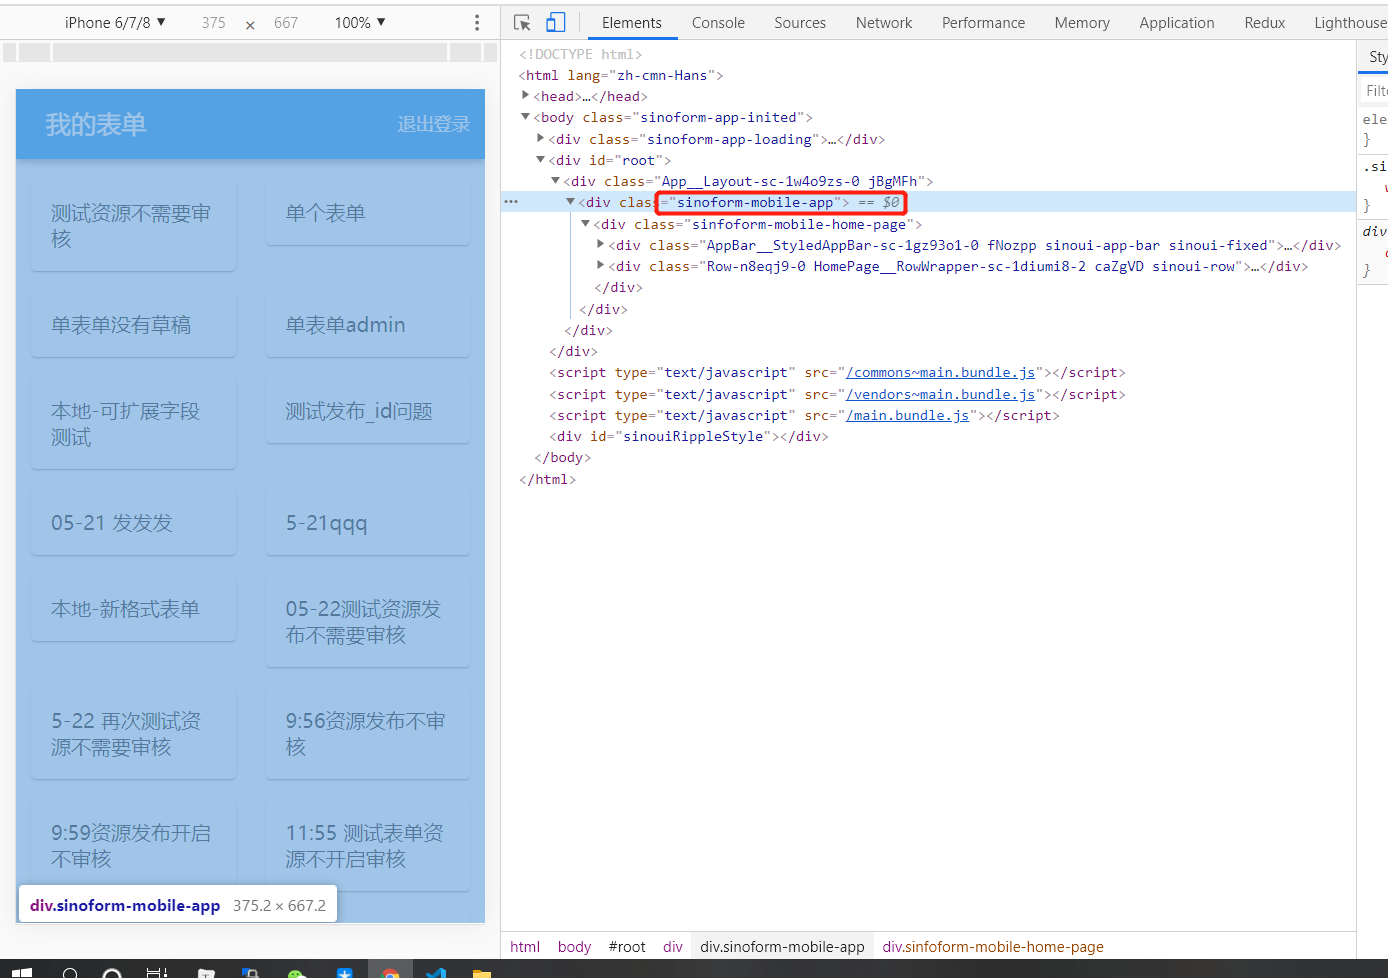 iPhone 6/7/8 ▼ 375 × 667 100% ▼
Elements Console Sources Network Performance Memory Application Redux Lighthouse
<!DOCTYPE html>
<html lang="zh-cmn-Hans">
<head>…</head>
<body class="sinoform-app-inited">
<div class="sinoform-app-loading">…</div>
<div id="root">
<div class="App__Layout-sc-1w4o9zs-0 jBgMFh">
<div class="sinoform-mobile-app"> == $0
<div class="sinfoform-mobile-home-page">
<div class="AppBar__StyledAppBar-sc-1gz93o1-0 fNozpp sinoui-app-bar sinoui-fixed">…</div>
<div class="Row-n8eqj9-0 HomePage__RowWrapper-sc-1diumi8-2 caZgVD sinoui-row">…</div>
</div>
</div>
</div>
</div>
<script type="text/javascript" src="/commons~main.bundle.js"></script>
<script type="text/javascript" src="/vendors~main.bundle.js"></script>
<script type="text/javascript" src="/main.bundle.js"></script>
<div id="sinouiRippleStyle"></div>
</body>
</html>
我的表单 退出登录
测试资源不需要审
核
单个表单
单表单没有草稿
单表单admin
本地-可扩展字段
测试
测试发布_id问题
05-21 发发发
5-21qqq
本地-新格式表单
05-22测试资源发
布不需要审核
5-22 再次测试资
源不需要审核
9:56资源发布不审
核
9:59资源发布开启
不审核
11:55 测试表单资
源不开启审核
div.sinoform-mobile-app 375.2 × 667.2
html body #root div div.sinoform-mobile-app div.sinfoform-mobile-home-page
Sty
Filte
ele
}
.si
}
div
}